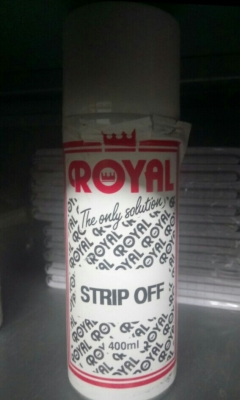 ROYAL
The only solution
STRIP OFF
400ml